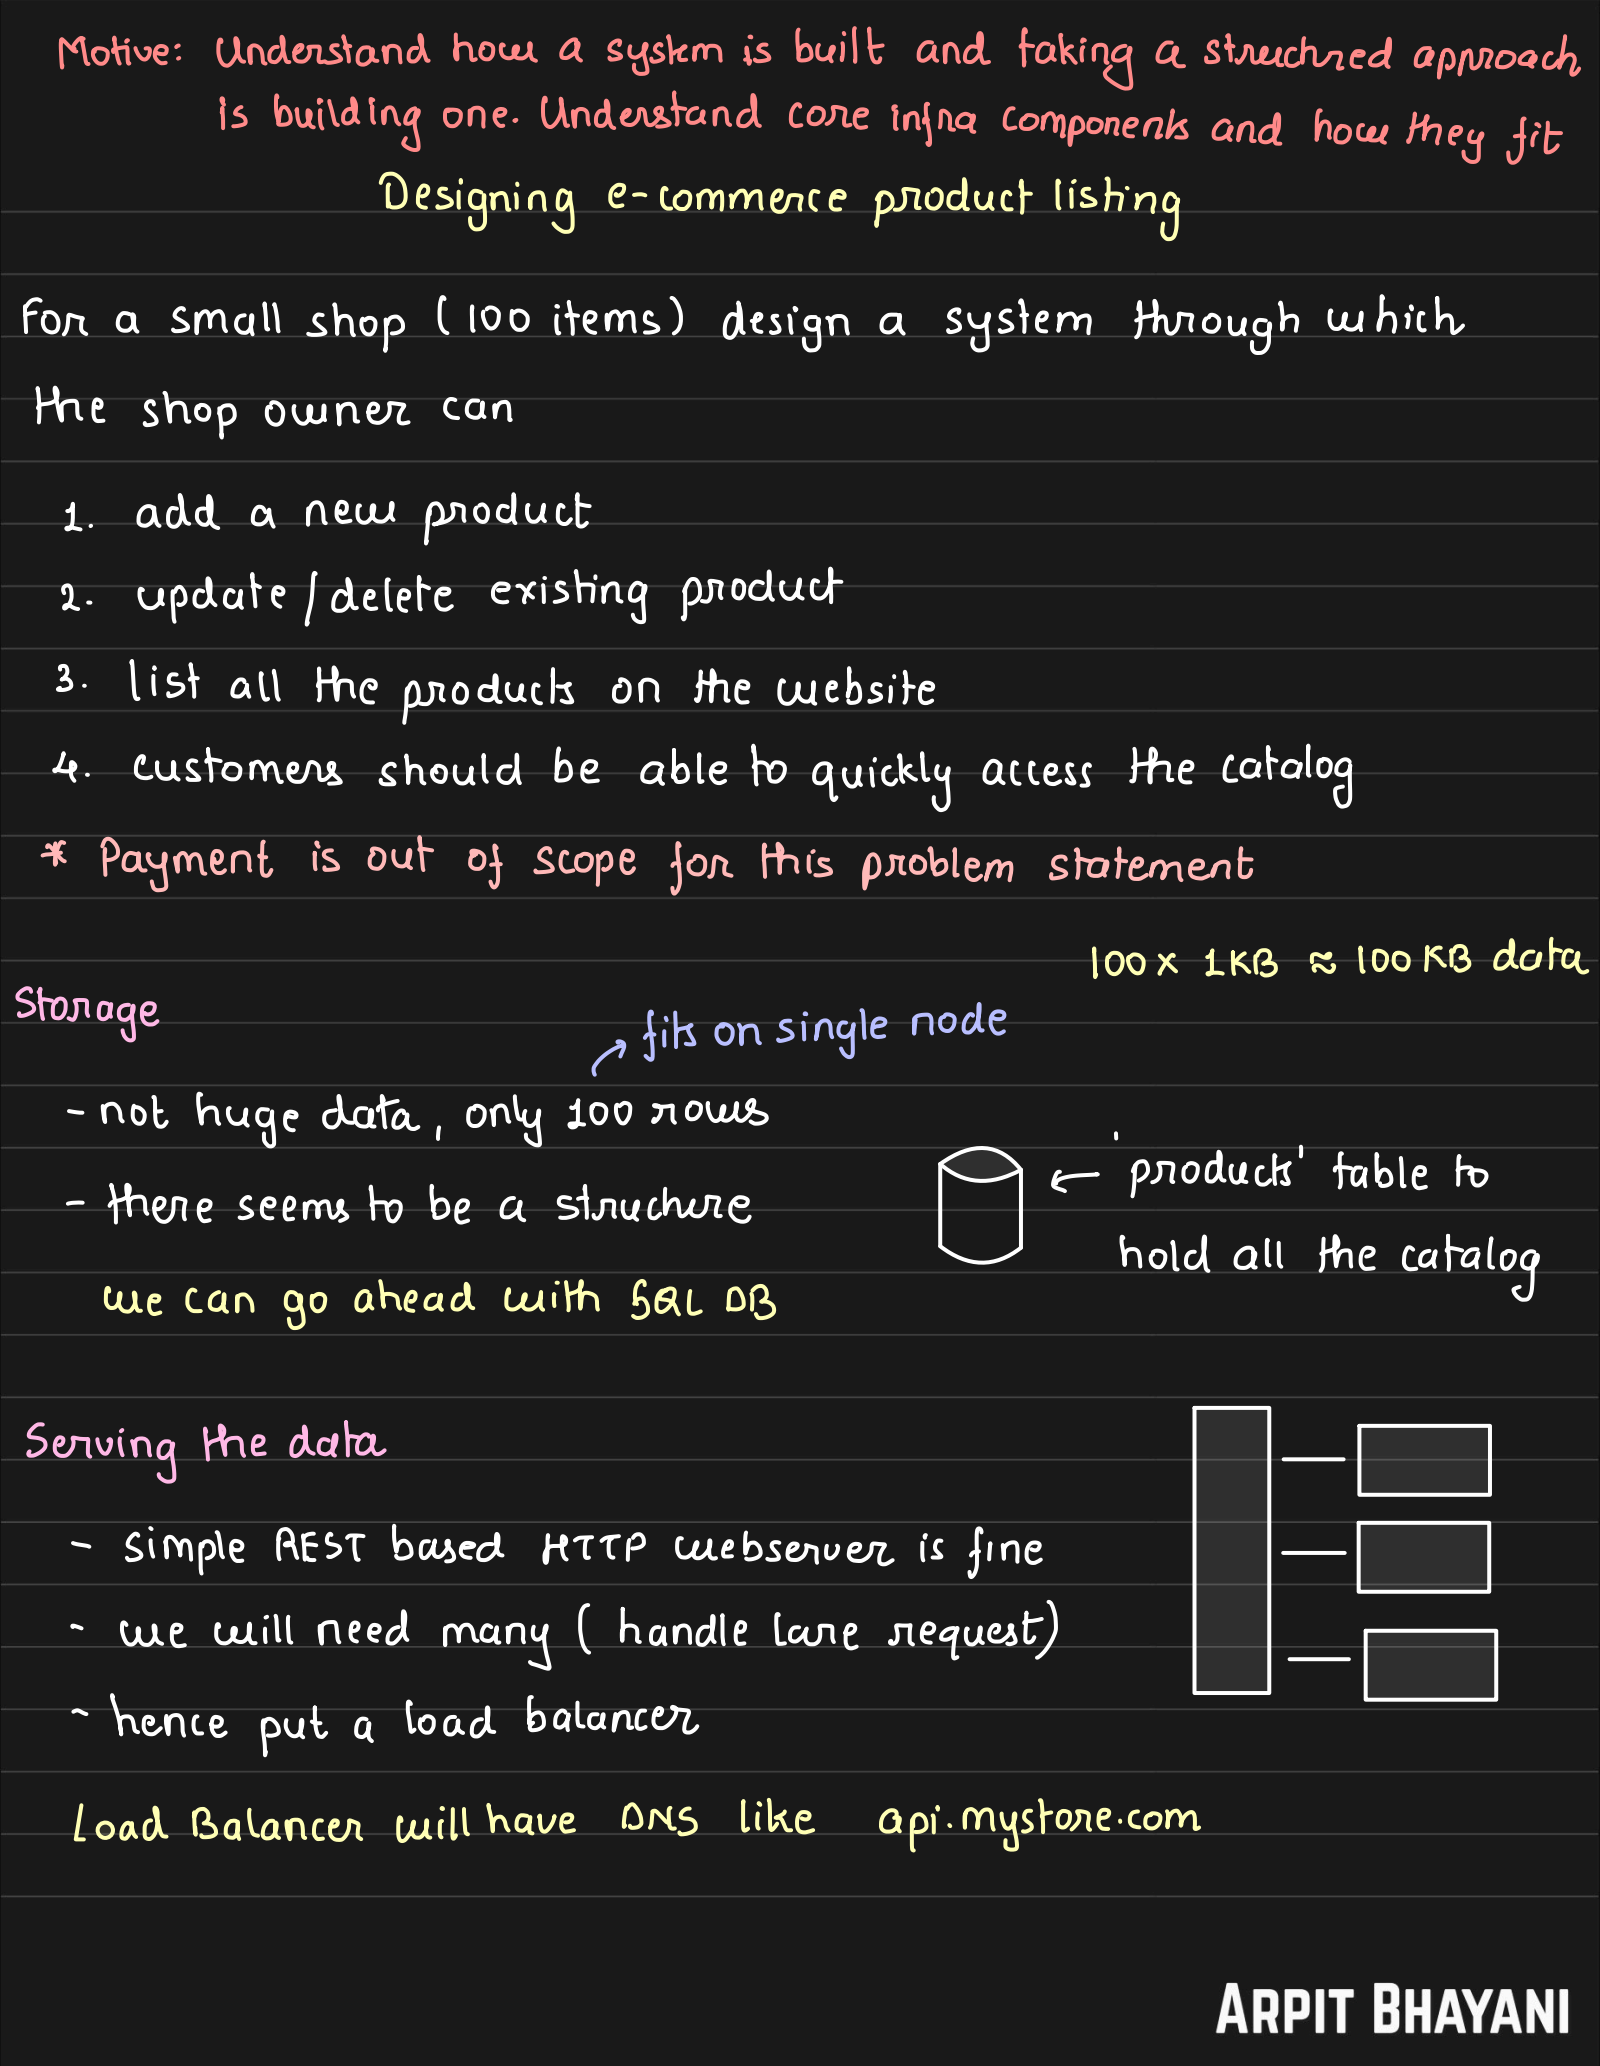 Motive: Understand how a system is built and taking a structured approach
is building one. Understand core infra components and how they fit
Designing e-commerce product listing
For a small shop (100 items) design a system through which
the shop owner can
1. add a new product
2. update/delete existing product
3. list all the products on the website
4. customers should be able to quickly access the catalog
* Payment is out of scope for this problem statement
100 x 1KB ≈ 100 KB data
Storage
fits on single node
- not huge data, only 100 rows
- there seems to be a structure
'products' table to
hold all the catalog
we can go ahead with SQL DB
Serving the data
- simple REST based HTTP webserver is fine
- we will need many (handle lare request)
- hence put a load balancer
Load Balancer will have DNS like api.mystore.com
ARPIT BHAYANI